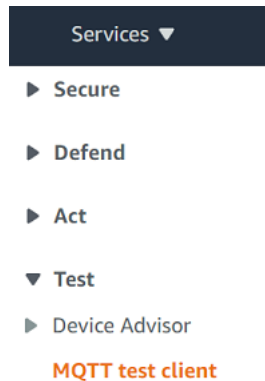 Services
Secure
Defend
Act
Test
Device Advisor
MQTT test client